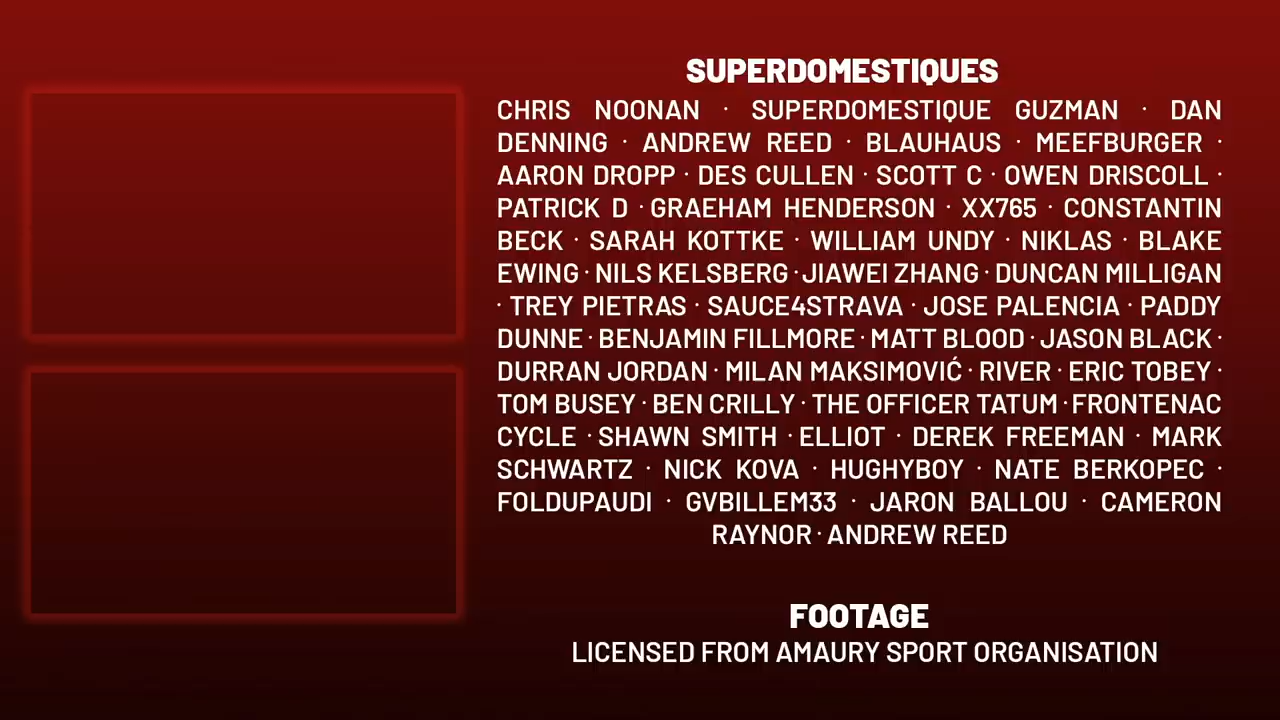 SUPERDOMESTIQUES
CHRIS NOONAN · SUPERDOMESTIQUE GUZMAN · DAN
DENNING · ANDREW REED · BLAUHAUS · MEEFBURGER ·
AARON DROPP · DES CULLEN · SCOTT C · OWEN DRISCOLL ·
PATRICK D · GRAEHAM HENDERSON · XX765 · CONSTANTIN
BECK · SARAH KOTTKE · WILLIAM UNDY · NIKLAS · BLAKE
EWING · NILS KELSBERG · JIAWEI ZHANG · DUNCAN MILLIGAN
· TREY PIETRAS · SAUCE4STRAVA · JOSE PALENCIA · PADDY
DUNNE · BENJAMIN FILLMORE · MATT BLOOD · JASON BLACK ·
DURRAN JORDAN · MILAN MAKSIMOVIĆ · RIVER · ERIC TOBEY ·
TOM BUSEY · BEN CRILLY · THE OFFICER TATUM · FRONTENAC
CYCLE · SHAWN SMITH · ELLIOT · DEREK FREEMAN · MARK
SCHWARTZ · NICK KOVA · HUGHYBOY · NATE BERKOPEC ·
FOLDUPAUDI · GVBILLEM33 · JARON BALLOU · CAMERON
RAYNOR · ANDREW REED
FOOTAGE
LICENSED FROM AMAURY SPORT ORGANISATION